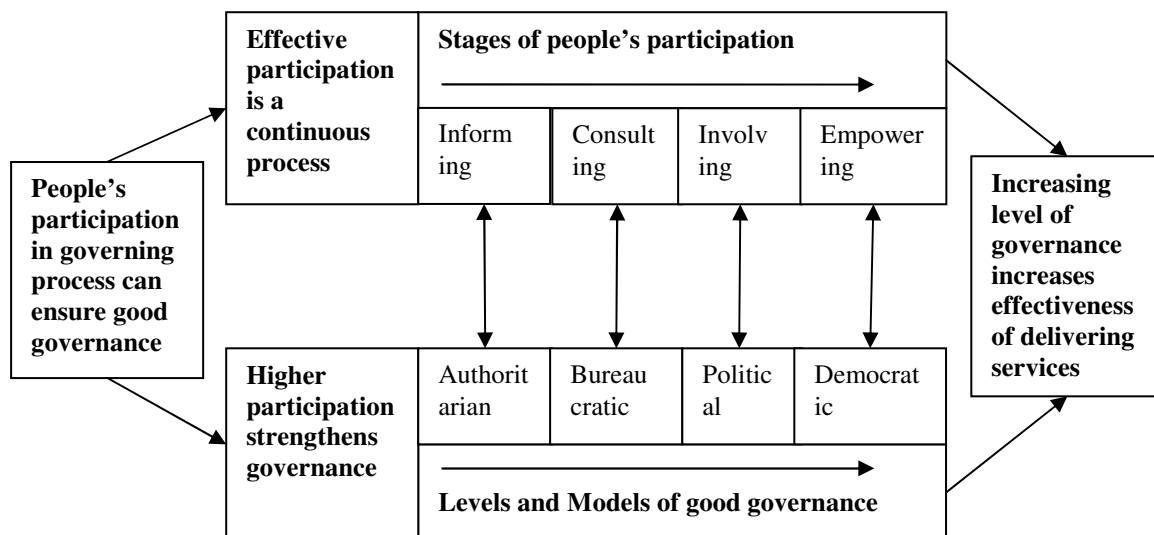 People's
participation
in governing
process can
ensure good
governance
Effective
participation
is a
continuous
process
Stages of people's participation
Inform
ing
Consult
ing
Involv
ing
Empower
ing
Higher
participation
strengthens
governance
Authorit
arian
Bureau
cratic
Politic
al
Democrat
ic
Levels and Models of good governance
Increasing
level of
governance
increases
effectiveness
of delivering
services